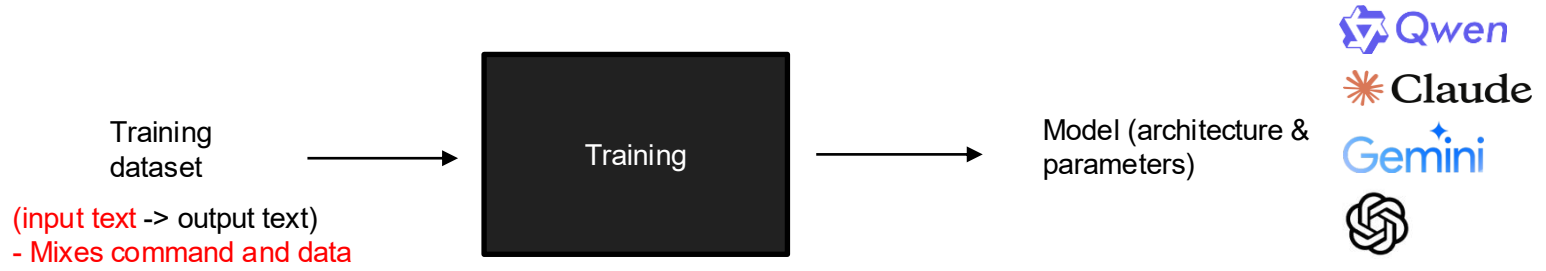 Training
dataset
(input text -> output text)
- Mixes command and data
Training
Model (architecture &
parameters)
Qwen
Claude
Gemini